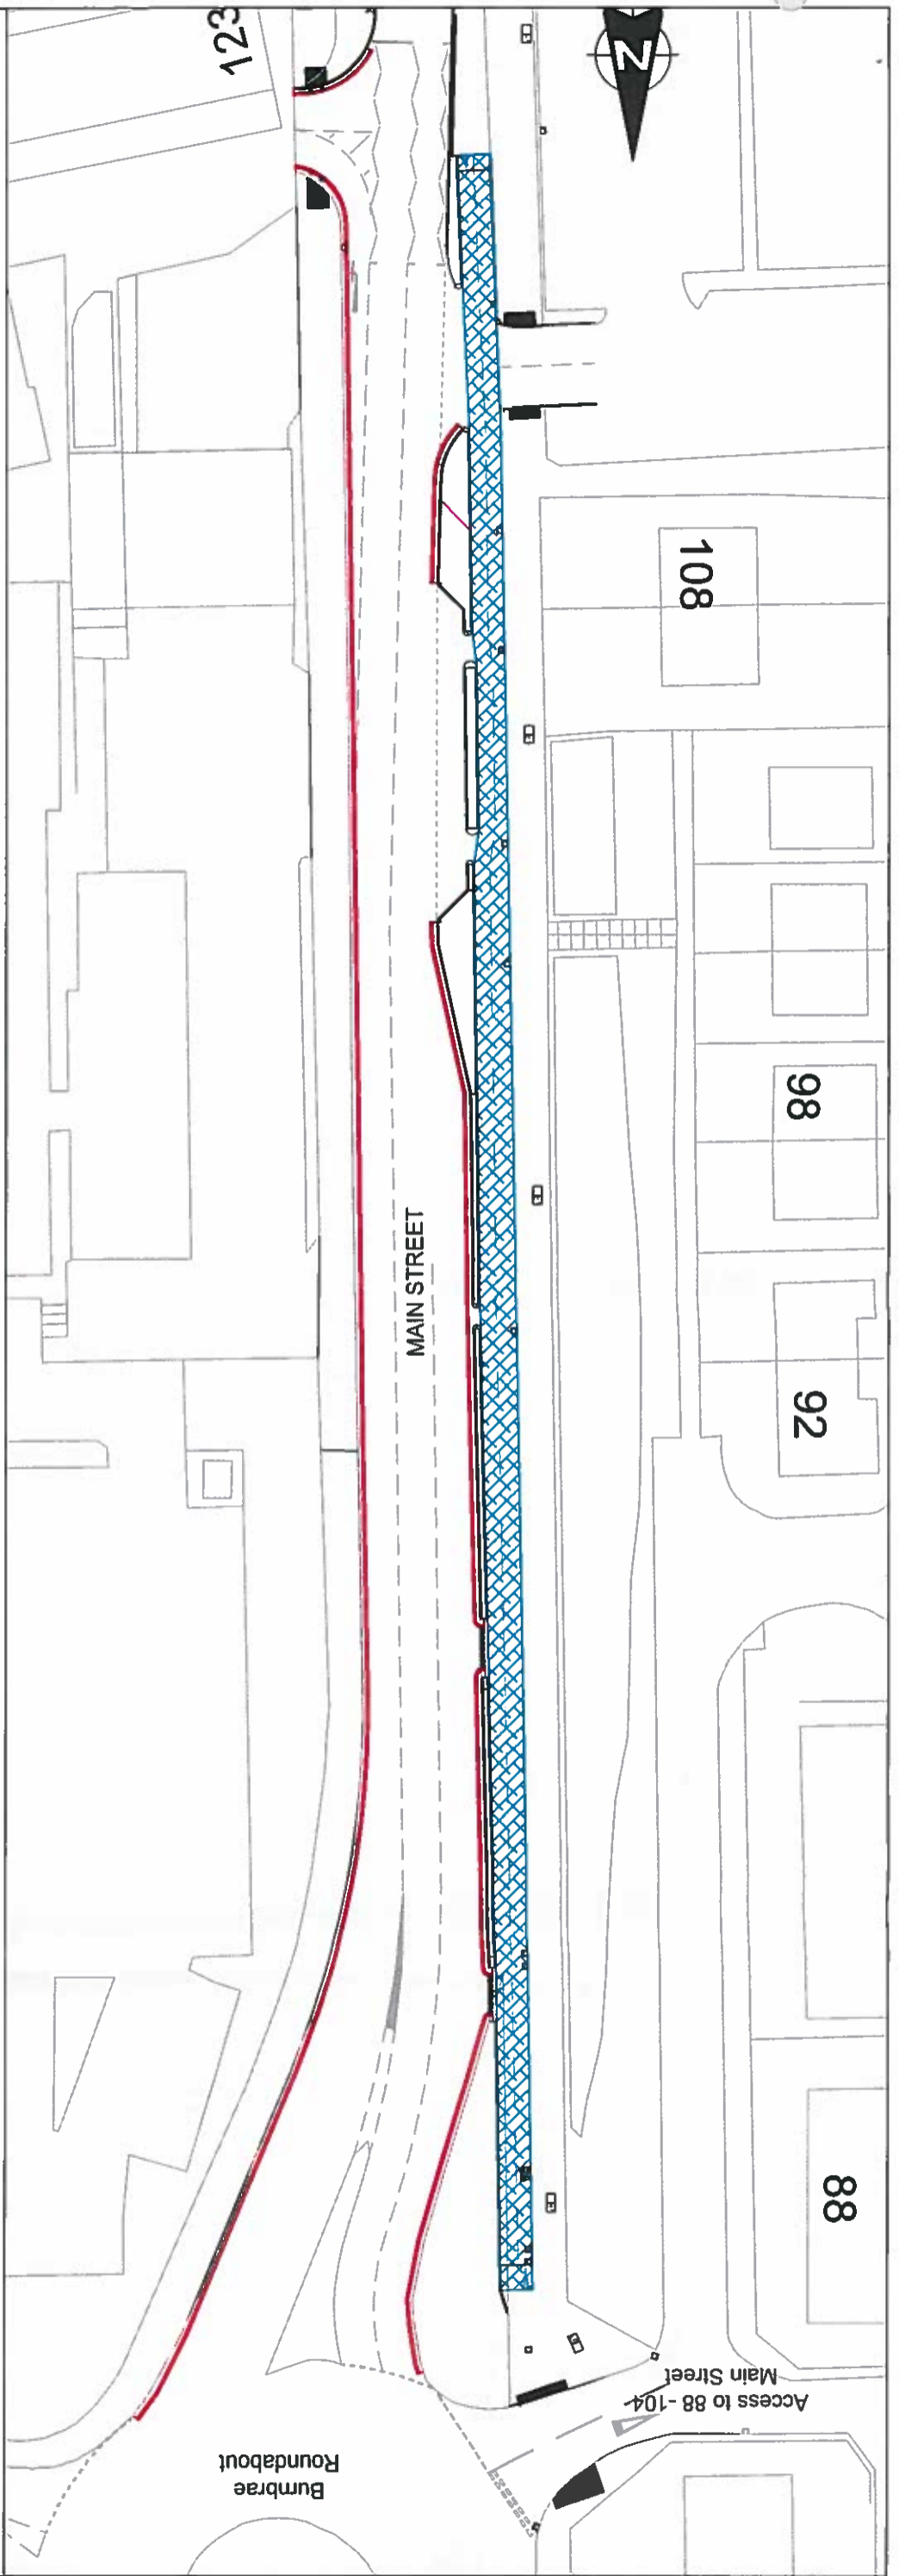 123
N
108
98
MAIN STREET
92
88
Access to 88 -104
Main Street
Burnbrae
Roundabout